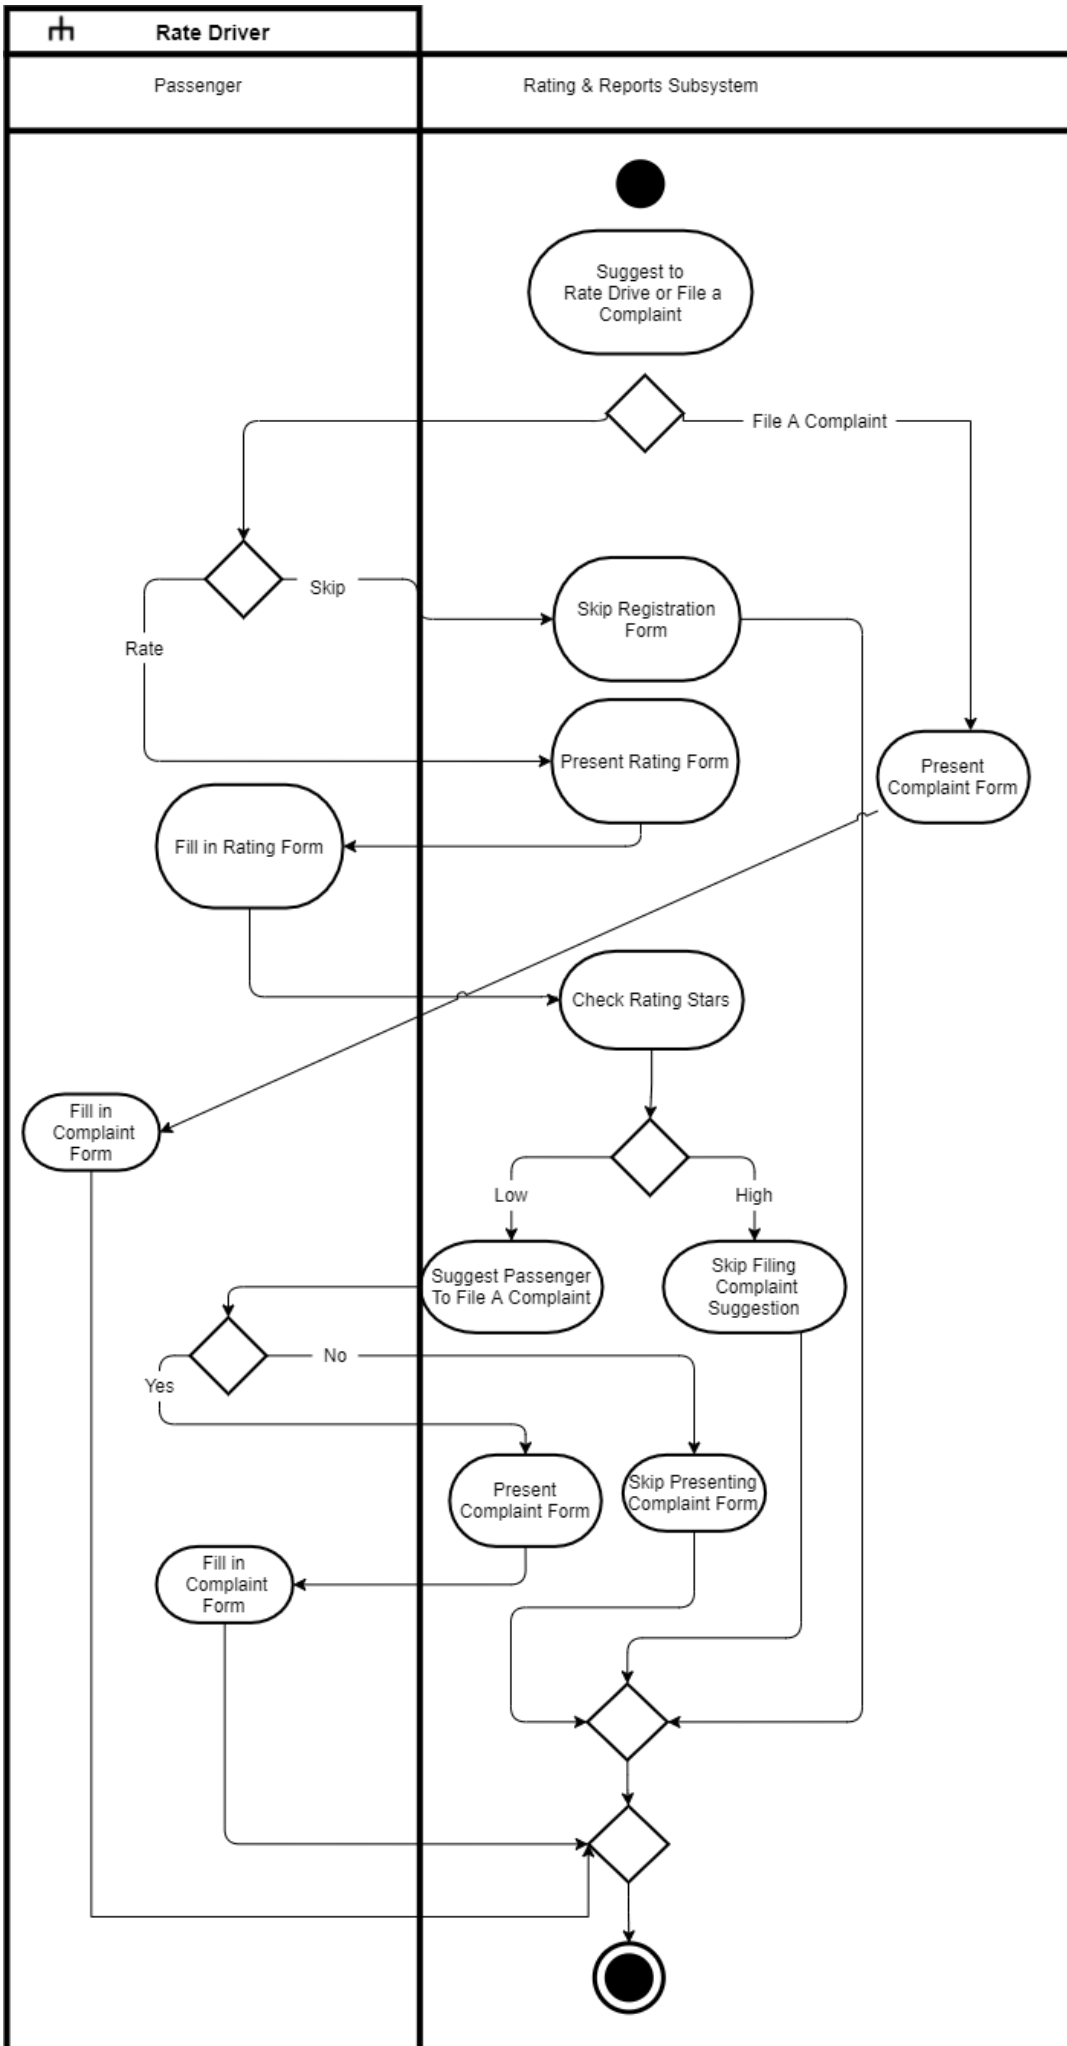 Rate Driver
Passenger
Rating & Reports Subsystem
Suggest to
Rate Drive or File a
Complaint
File A Complaint
Skip
Skip Registration
Form
Rate
Present Rating Form
Present
Complaint Form
Fill in Rating Form
Check Rating Stars
Fill in
Complaint
Form
Low
High
Suggest Passenger
To File A Complaint
Skip Filing
Complaint
Suggestion
No
Yes
Present
Complaint Form
Skip Presenting
Complaint Form
Fill in
Complaint
Form